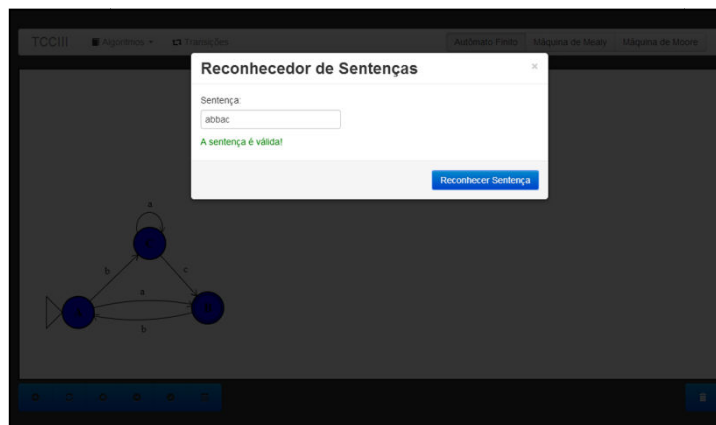 TCCIII Algoritmos Transições Autômato Finito Máquina de Mealy Máquina de Moore
Reconhecedor de Sentenças ×
Sentença:
abbac
A sentença é válida!
Reconhecer Sentença
a
b c
a
b